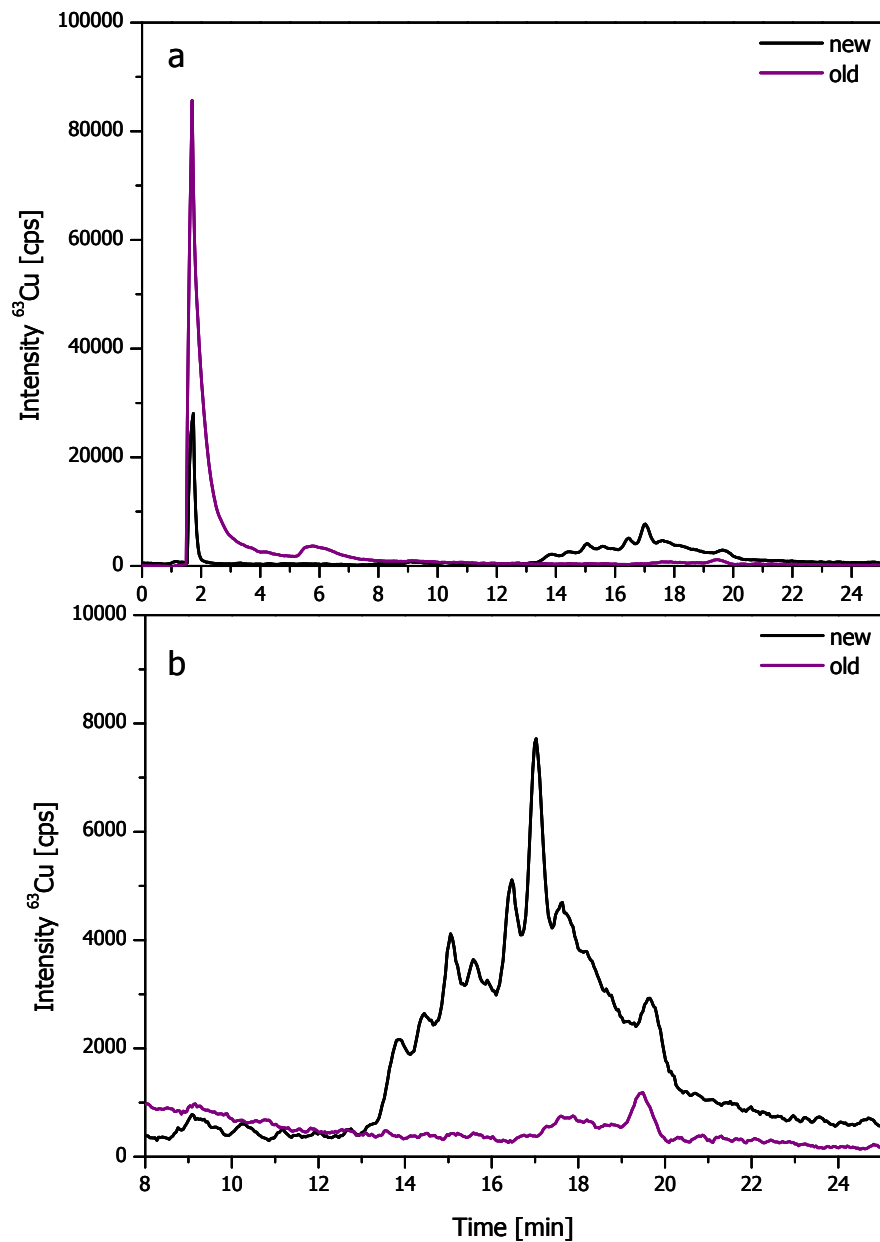 a
new
old
100000
80000
60000
40000
20000
0
Intensity ⁶³Cu [cps]
0 2 4 6 8 10 12 14 16 18 20 22 24
b
new
old
10000
8000
6000
4000
2000
0
Intensity ⁶³Cu [cps]
8 10 12 14 16 18 20 22 24
Time [min]